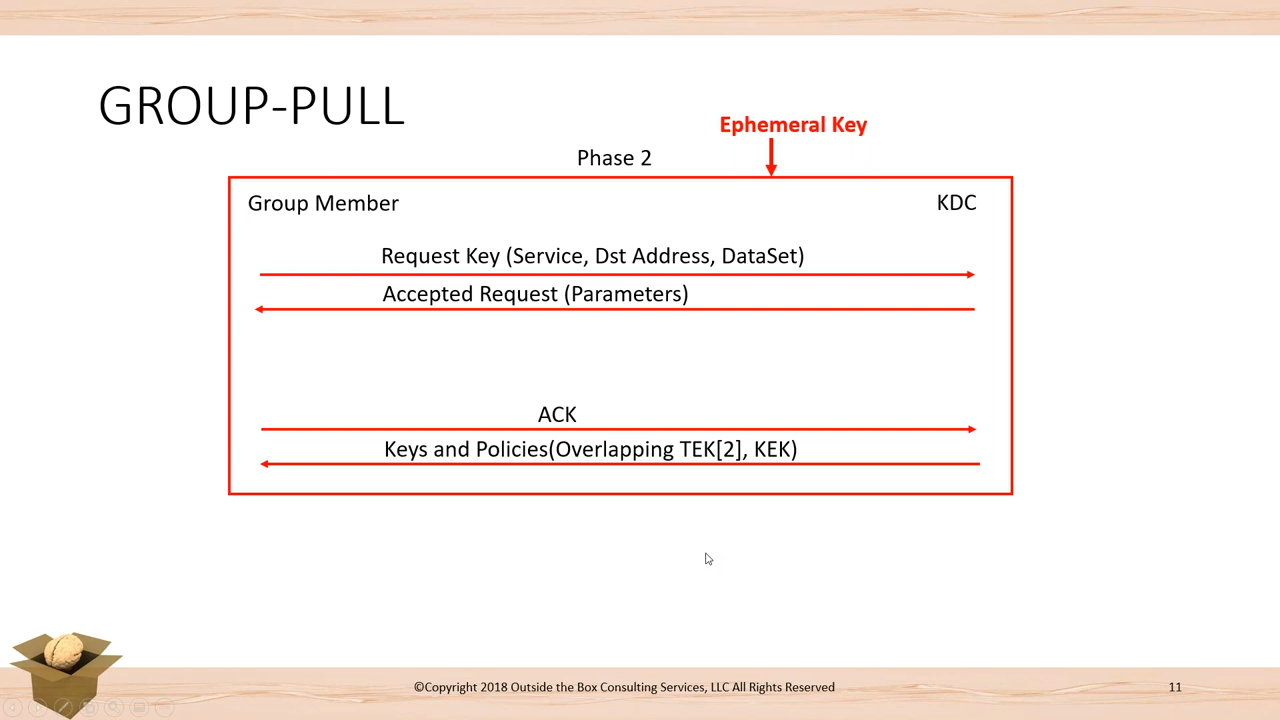 GROUP-PULL
Ephemeral Key
Phase 2
Group Member
KDC
Request Key (Service, Dst Address, DataSet)
Accepted Request (Parameters)
ACK
Keys and Policies(Overlapping TEK[2], KEK)
©Copyright 2018 Outside the Box Consulting Services, LLC All Rights Reserved
11